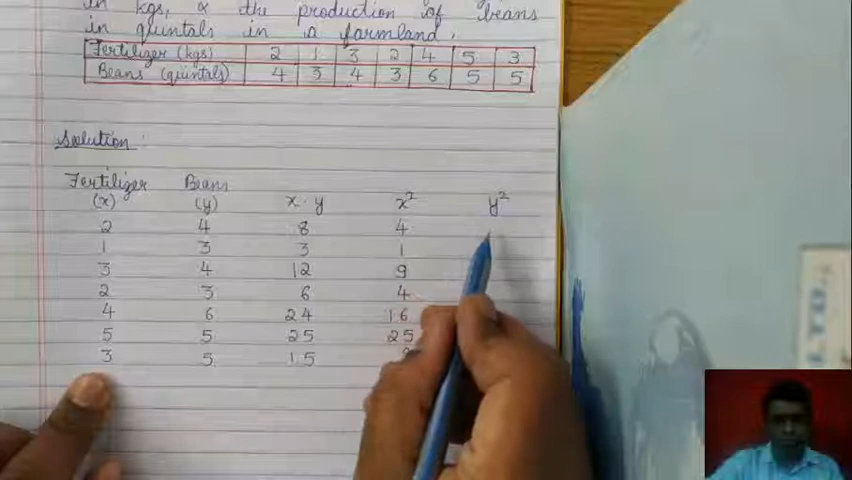 in kgs, & the production of beans
in quintals in a farmland.
Fertilizer (kgs) 2 1 3 2 4 5 3
Beans (quintals) 4 3 4 3 6 5 5
Solution :
Fertilizer Beans
(x) (y) x · y x² y²
2 4 8 4
1 3 3 1
3 4 12 9
2 3 6 4
4 6 24 16
5 5 25 25
3 5 15
LTD.